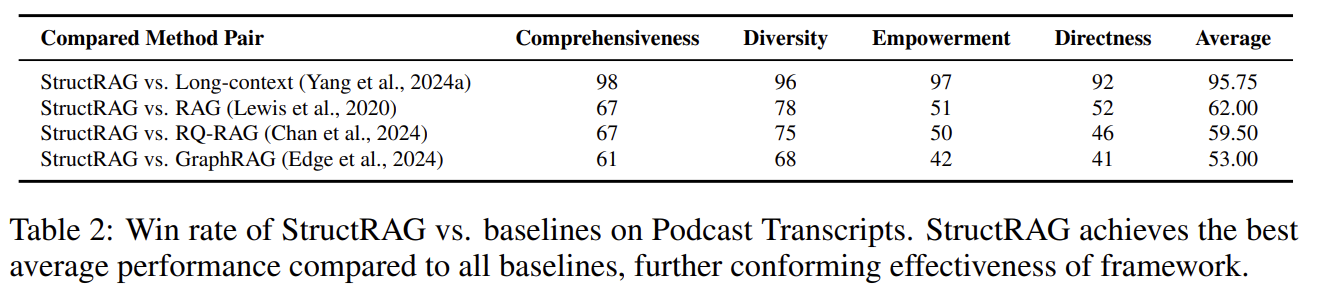 Compared Method Pair Comprehensiveness Diversity Empowerment Directness Average
StructRAG vs. Long-context (Yang et al., 2024a) 98 96 97 92 95.75
StructRAG vs. RAG (Lewis et al., 2020) 67 78 51 52 62.00
StructRAG vs. RQ-RAG (Chan et al., 2024) 67 75 50 46 59.50
StructRAG vs. GraphRAG (Edge et al., 2024) 61 68 42 41 53.00
Table 2: Win rate of StructRAG vs. baselines on Podcast Transcripts. StructRAG achieves the best
average performance compared to all baselines, further conforming effectiveness of framework.